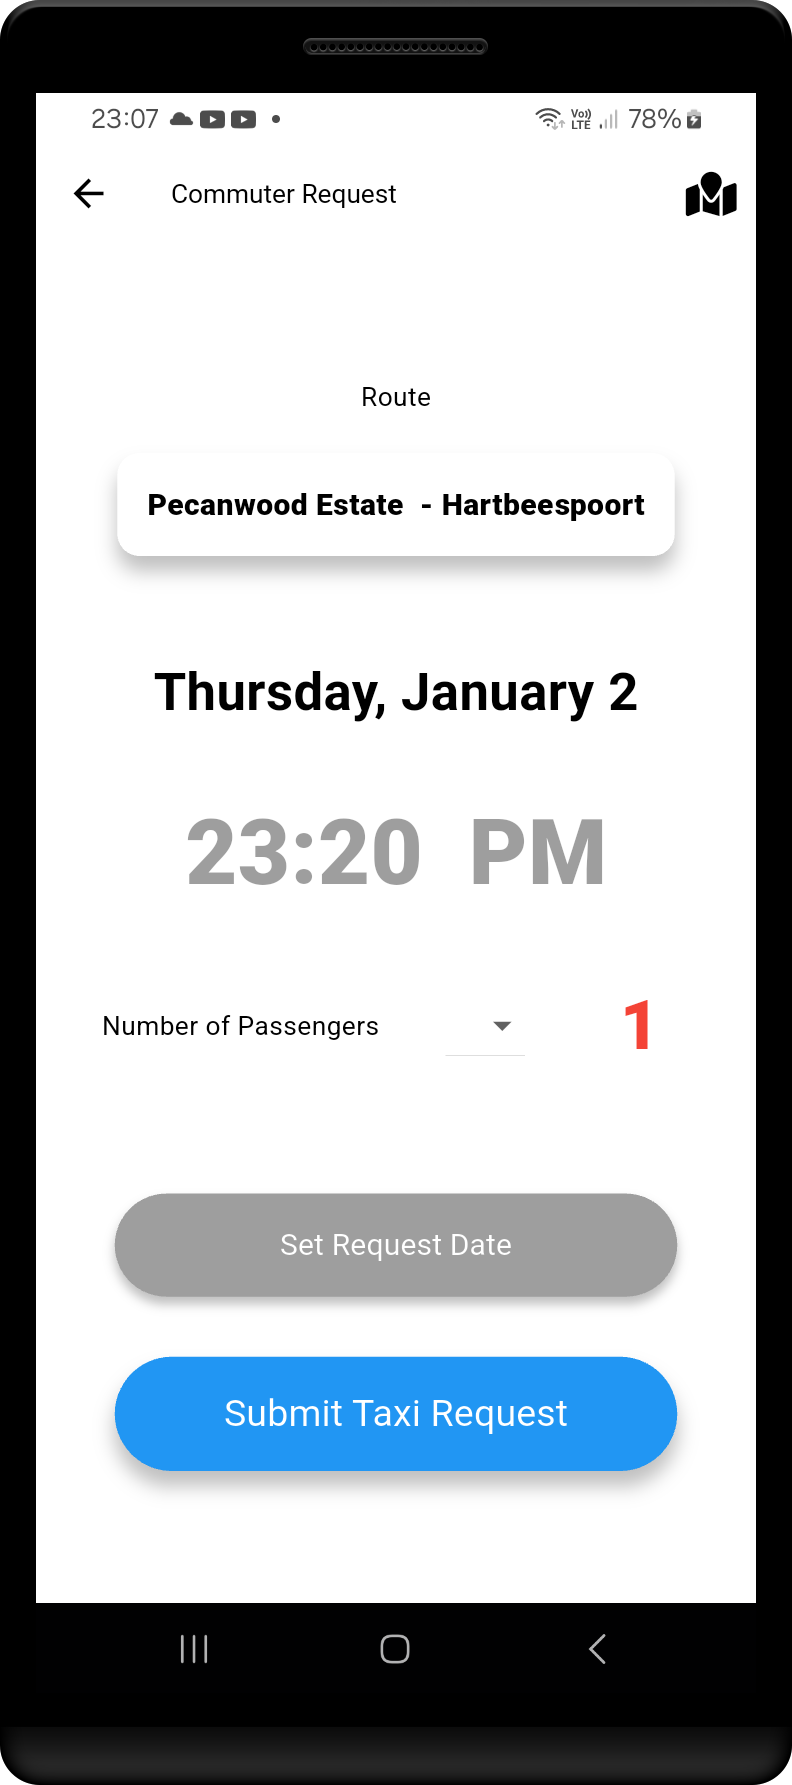 23:07 Vo)) LTE 78%
Commuter Request
Route
Pecanwood Estate  - Hartbeespoort
Thursday, January 2
23:20  PM
Number of Passengers 1
Set Request Date
Submit Taxi Request